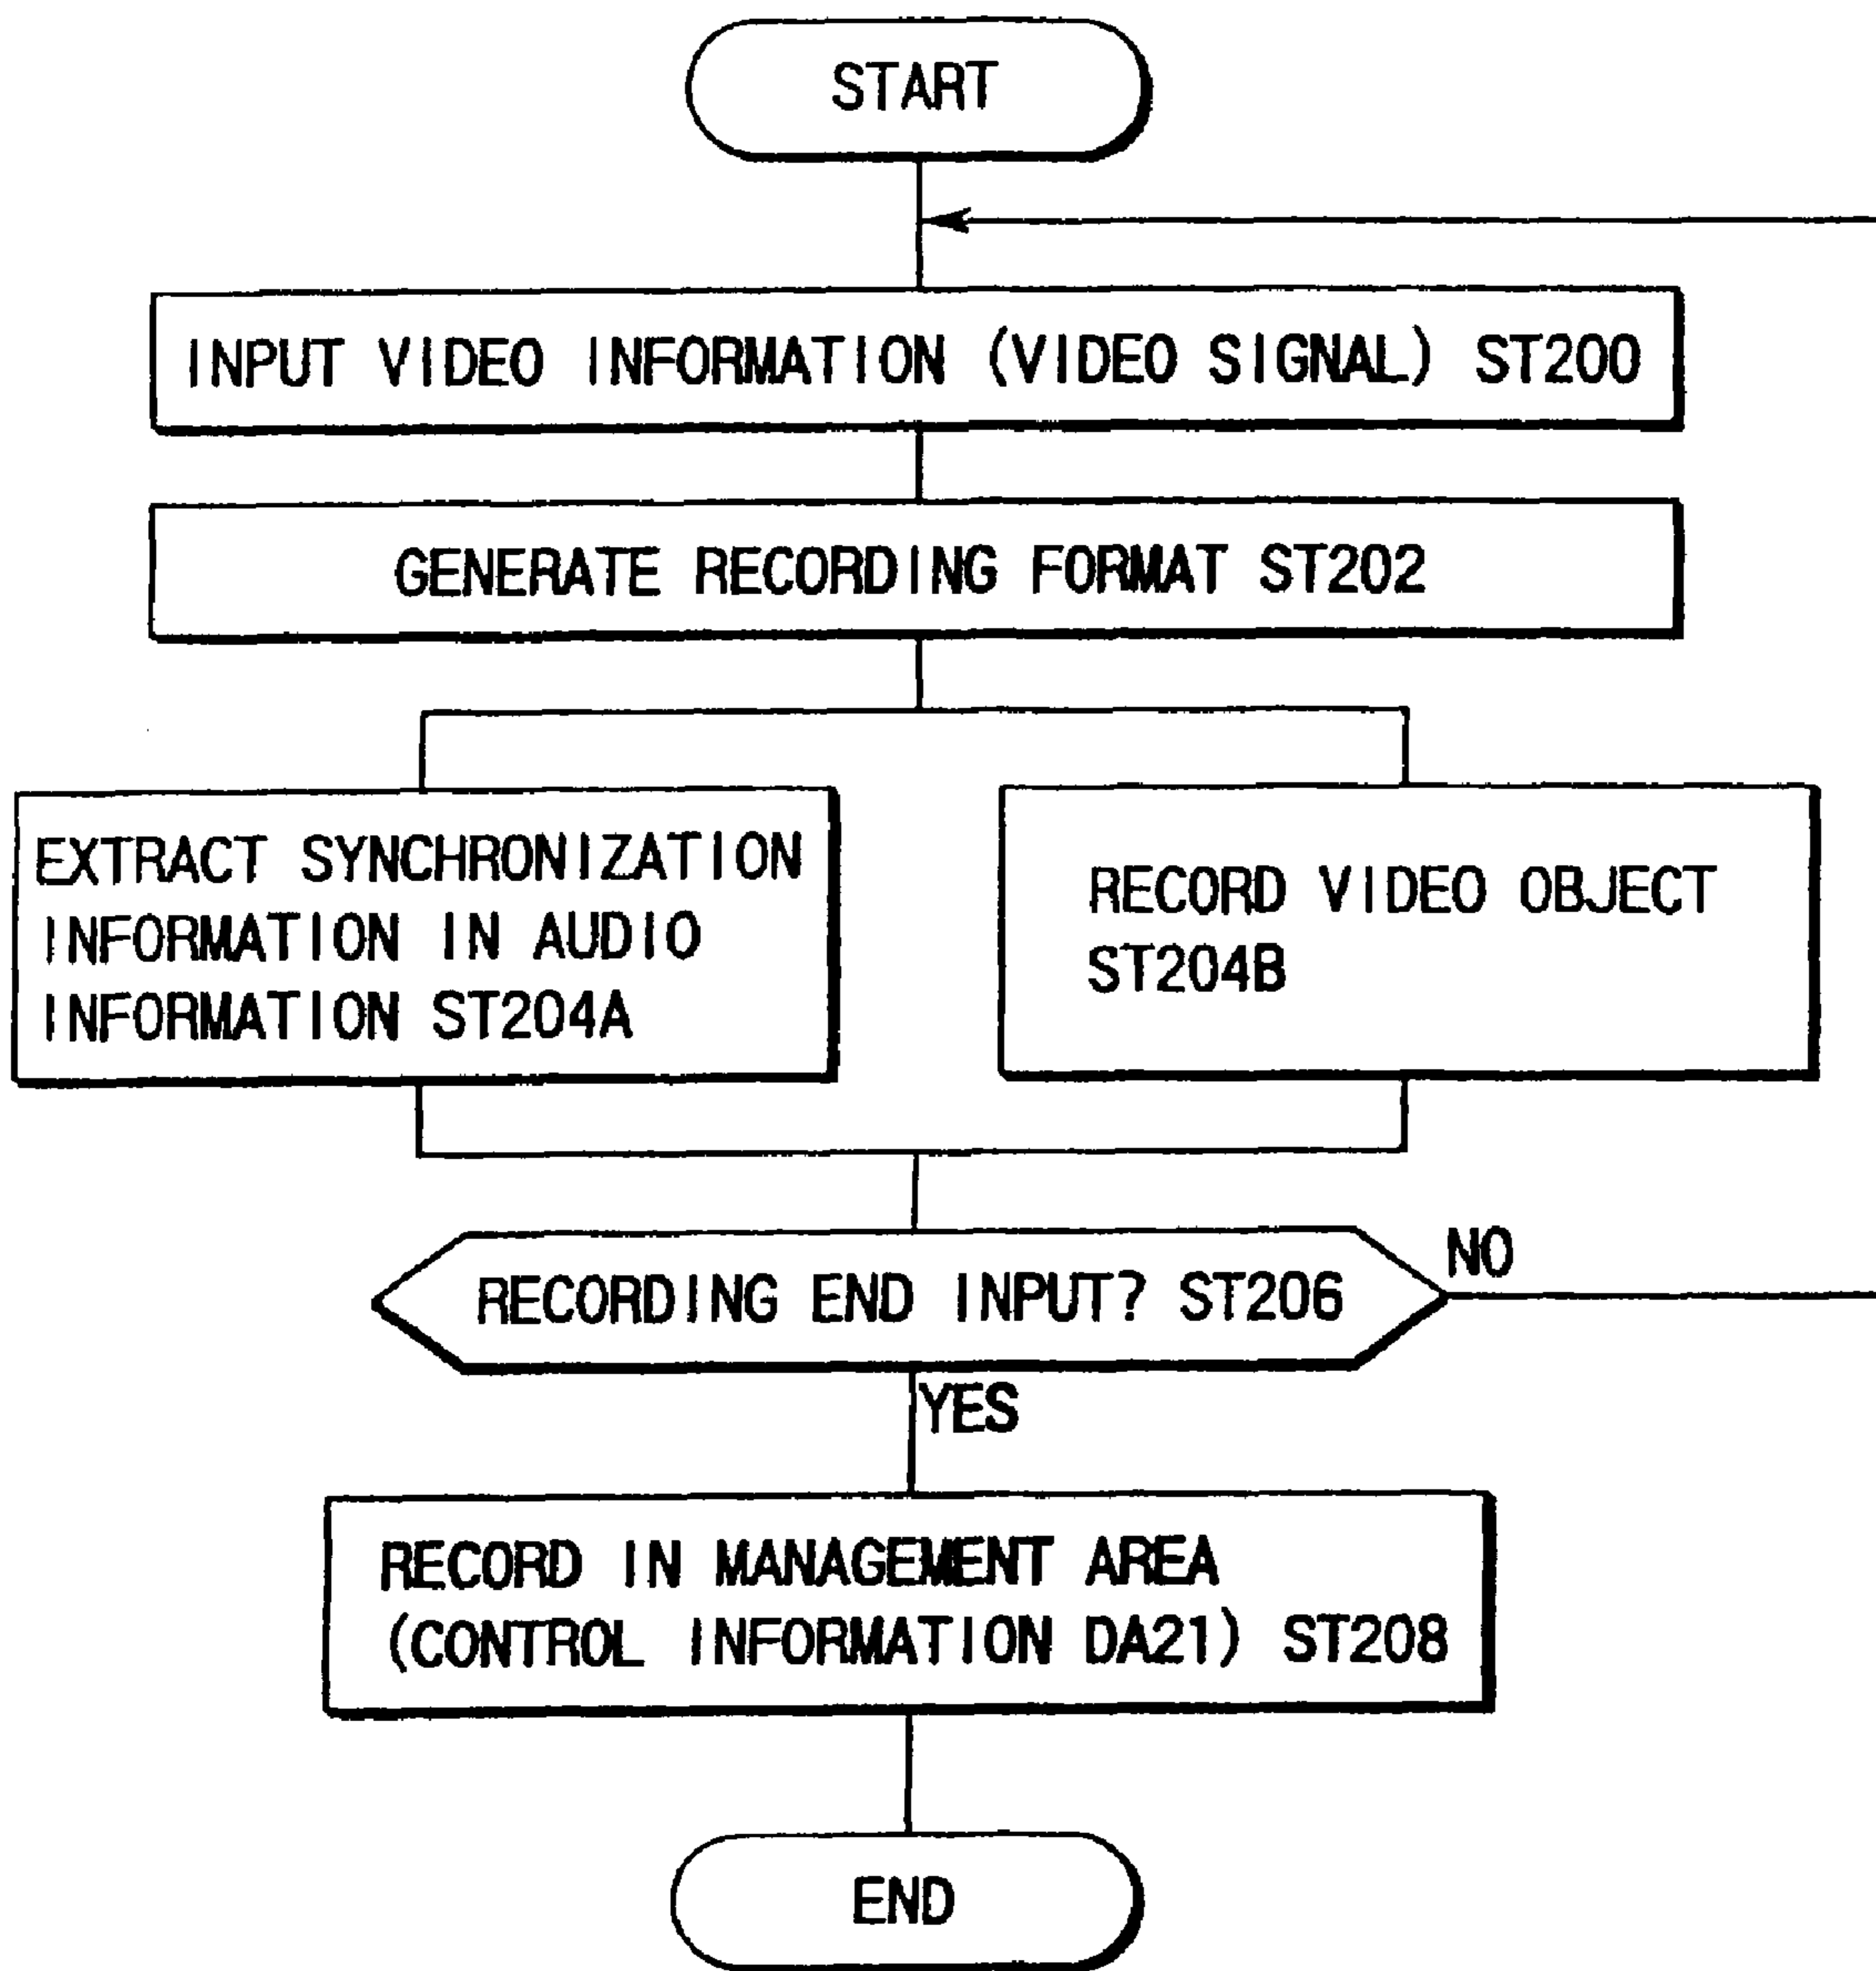 START
INPUT VIDEO INFORMATION (VIDEO SIGNAL) ST200
GENERATE RECORDING FORMAT ST202
EXTRACT SYNCHRONIZATION
INFORMATION IN AUDIO
INFORMATION ST204A
RECORD VIDEO OBJECT
ST204B
RECORDING END INPUT? ST206
NO
YES
RECORD IN MANAGEMENT AREA
(CONTROL INFORMATION DA21) ST208
END